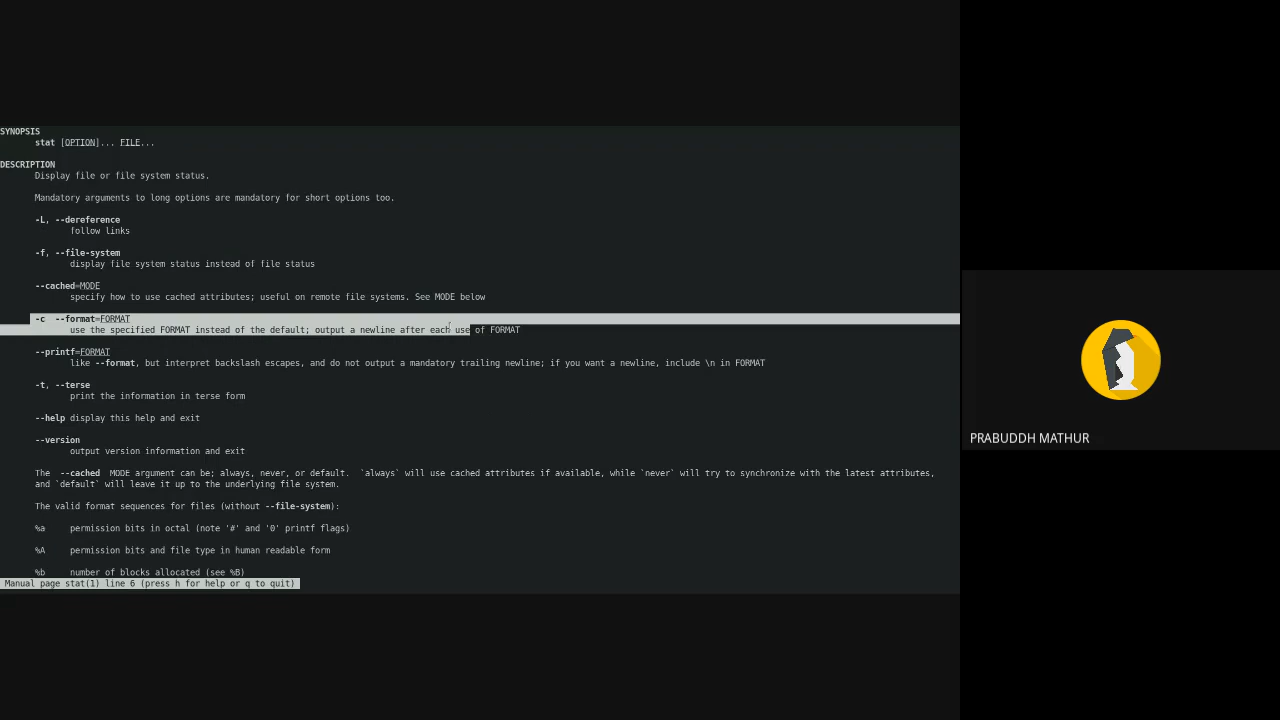 SYNOPSIS
stat [OPTION]... FILE...
DESCRIPTION
Display file or file system status.
Mandatory arguments to long options are mandatory for short options too.
-L, --dereference
follow links
-f, --file-system
display file system status instead of file status
--cached=MODE
specify how to use cached attributes; useful on remote file systems. See MODE below
-c  --format=FORMAT
use the specified FORMAT instead of the default; output a newline after each use of FORMAT
--printf=FORMAT
like --format, but interpret backslash escapes, and do not output a mandatory trailing newline; if you want a newline, include \n in FORMAT
-t, --terse
print the information in terse form
--help display this help and exit
--version
output version information and exit
The  --cached  MODE argument can be; always, never, or default.  `always` will use cached attributes if available, while `never` will try to synchronize with the latest attributes,
and `default` will leave it up to the underlying file system.
The valid format sequences for files (without --file-system):
%a     permission bits in octal (note '#' and '0' printf flags)
%A     permission bits and file type in human readable form
%b     number of blocks allocated (see %B)
Manual page stat(1) line 6 (press h for help or q to quit)
PRABUDDH MATHUR